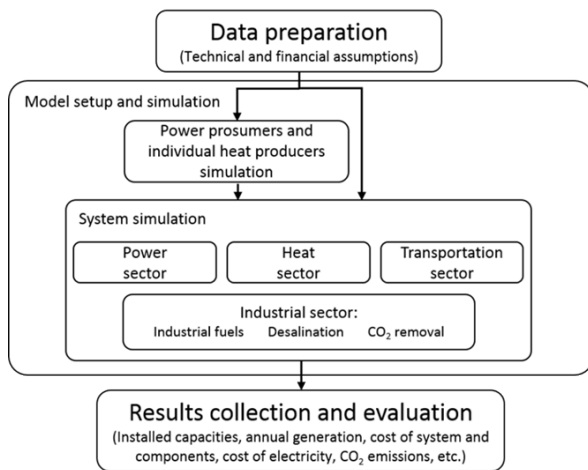 Data preparation
(Technical and financial assumptions)
Model setup and simulation
Power prosumers and
individual heat producers
simulation
System simulation
Power
sector
Heat
sector
Transportation
sector
Industrial sector:
Industrial fuels Desalination CO₂ removal
Results collection and evaluation
(Installed capacities, annual generation, cost of system and
components, cost of electricity, CO₂ emissions, etc.)